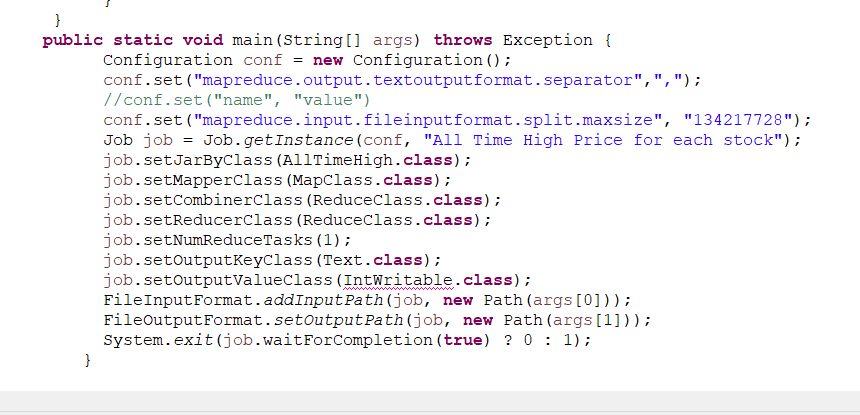 }
}
public static void main(String[] args) throws Exception {
Configuration conf = new Configuration();
conf.set("mapreduce.output.textoutputformat.separator",",");
//conf.set("name", "value")
conf.set("mapreduce.input.fileinputformat.split.maxsize", "134217728");
Job job = Job.getInstance(conf, "All Time High Price for each stock");
job.setJarByClass(AllTimeHigh.class);
job.setMapperClass(MapClass.class);
job.setCombinerClass(ReduceClass.class);
job.setReducerClass(ReduceClass.class);
job.setNumReduceTasks(1);
job.setOutputKeyClass(Text.class);
job.setOutputValueClass(IntWritable.class);
FileInputFormat.addInputPath(job, new Path(args[0]));
FileOutputFormat.setOutputPath(job, new Path(args[1]));
System.exit(job.waitForCompletion(true) ? 0 : 1);
}